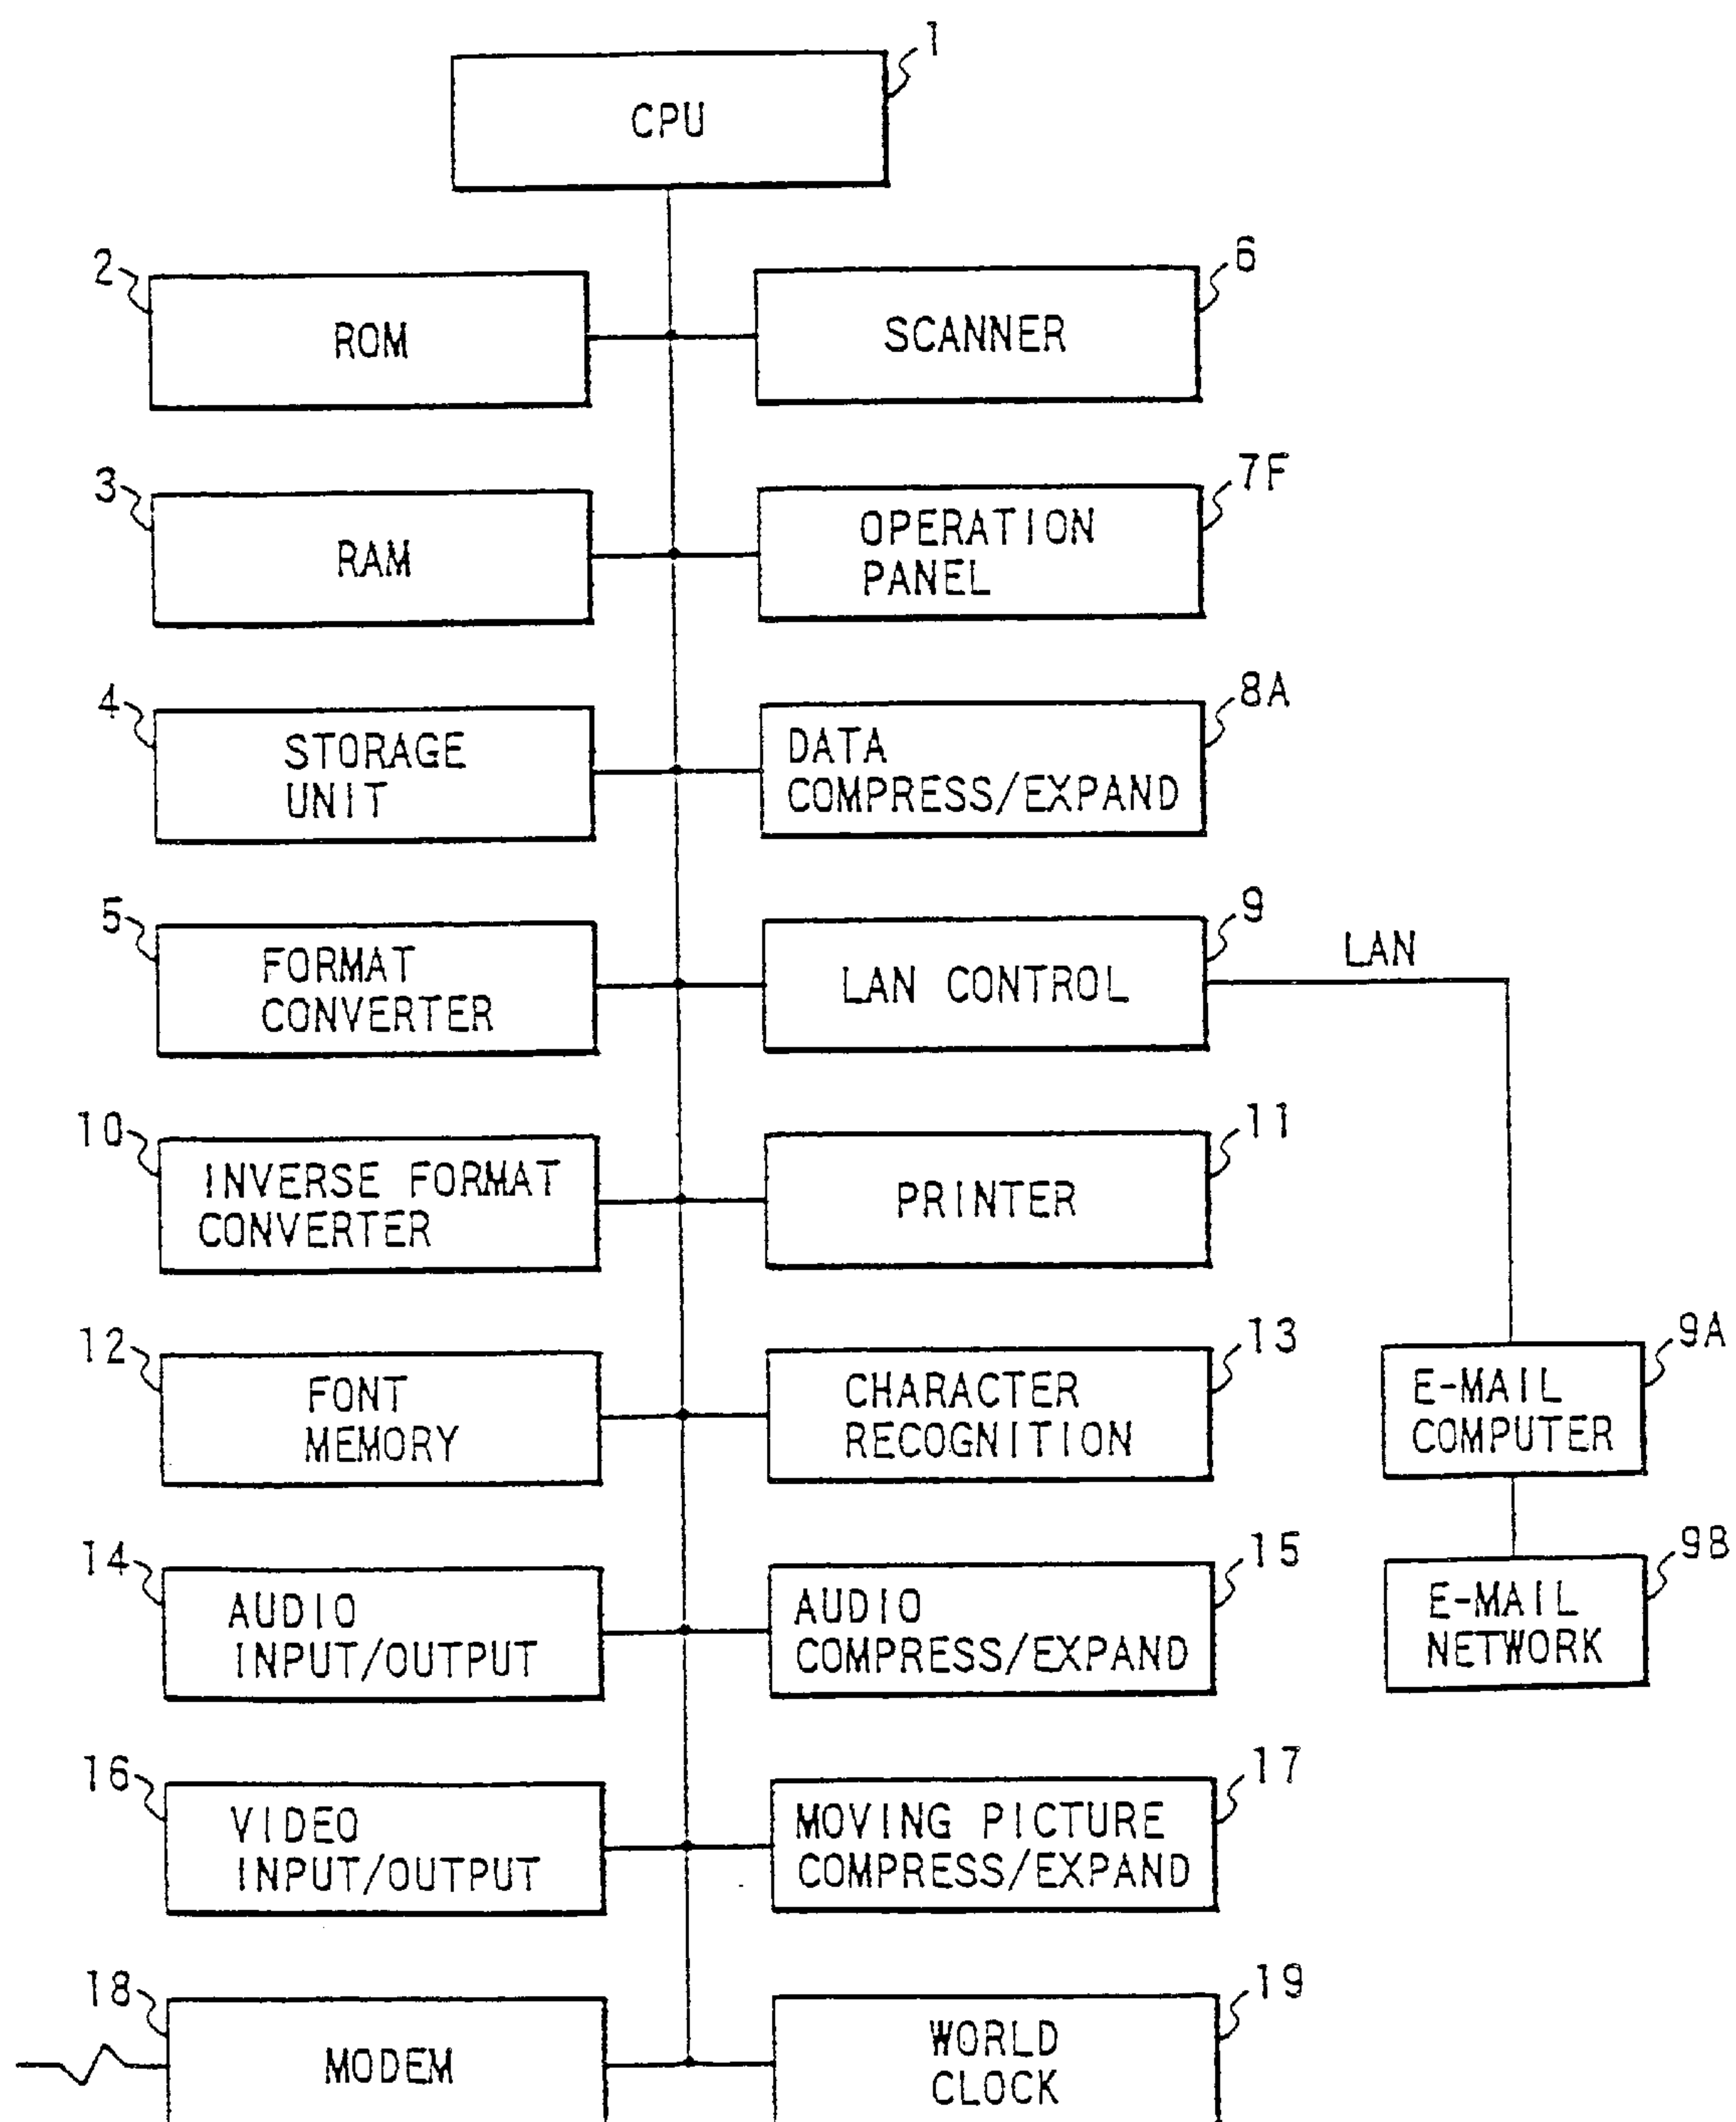 1
CPU
2
ROM
6
SCANNER
3
RAM
7F
OPERATION
PANEL
4
STORAGE
UNIT
8A
DATA
COMPRESS/EXPAND
5
FORMAT
CONVERTER
9
LAN CONTROL
LAN
10
INVERSE FORMAT
CONVERTER
11
PRINTER
12
FONT
MEMORY
13
CHARACTER
RECOGNITION
9A
E-MAIL
COMPUTER
14
AUDIO
INPUT/OUTPUT
15
AUDIO
COMPRESS/EXPAND
9B
E-MAIL
NETWORK
16
VIDEO
INPUT/OUTPUT
17
MOVING PICTURE
COMPRESS/EXPAND
18
MODEM
19
WORLD
CLOCK